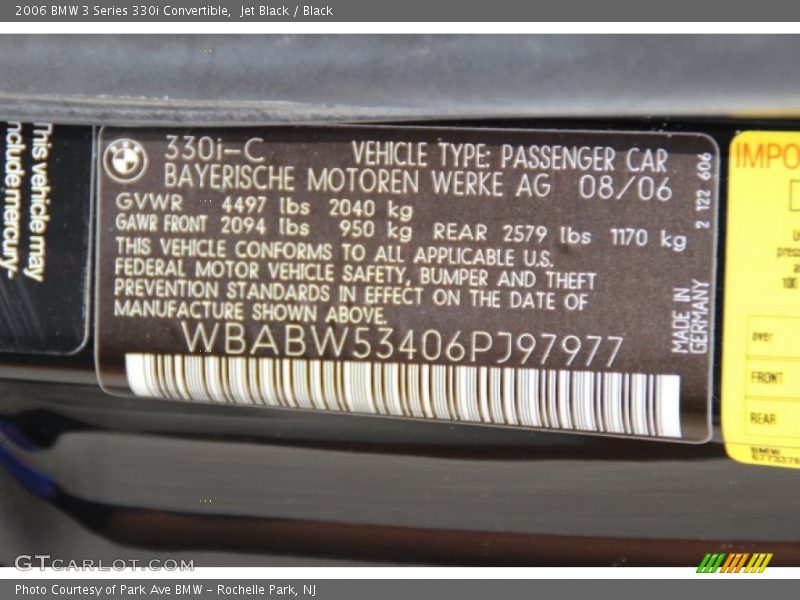 2006 BMW 3 Series 330i Convertible,  Jet Black / Black
This vehicle may
include mercury-
330i-C VEHICLE TYPE: PASSENGER CAR
BAYERISCHE MOTOREN WERKE AG 08/06
GVWR 4497 lbs 2040 kg
GAWR FRONT 2094 lbs 950 kg REAR 2579 lbs 1170 kg
THIS VEHICLE CONFORMS TO ALL APPLICABLE U.S.
FEDERAL MOTOR VEHICLE SAFETY, BUMPER AND THEFT
PREVENTION STANDARDS IN EFFECT ON THE DATE OF
MANUFACTURE SHOWN ABOVE.
WBABW53406PJ97977
2 122 606
MADE IN
GERMANY
IMPO
press
100
over
FRONT
REAR
BMW
GTCARLOT.COM
Photo Courtesy of Park Ave BMW - Rochelle Park, NJ